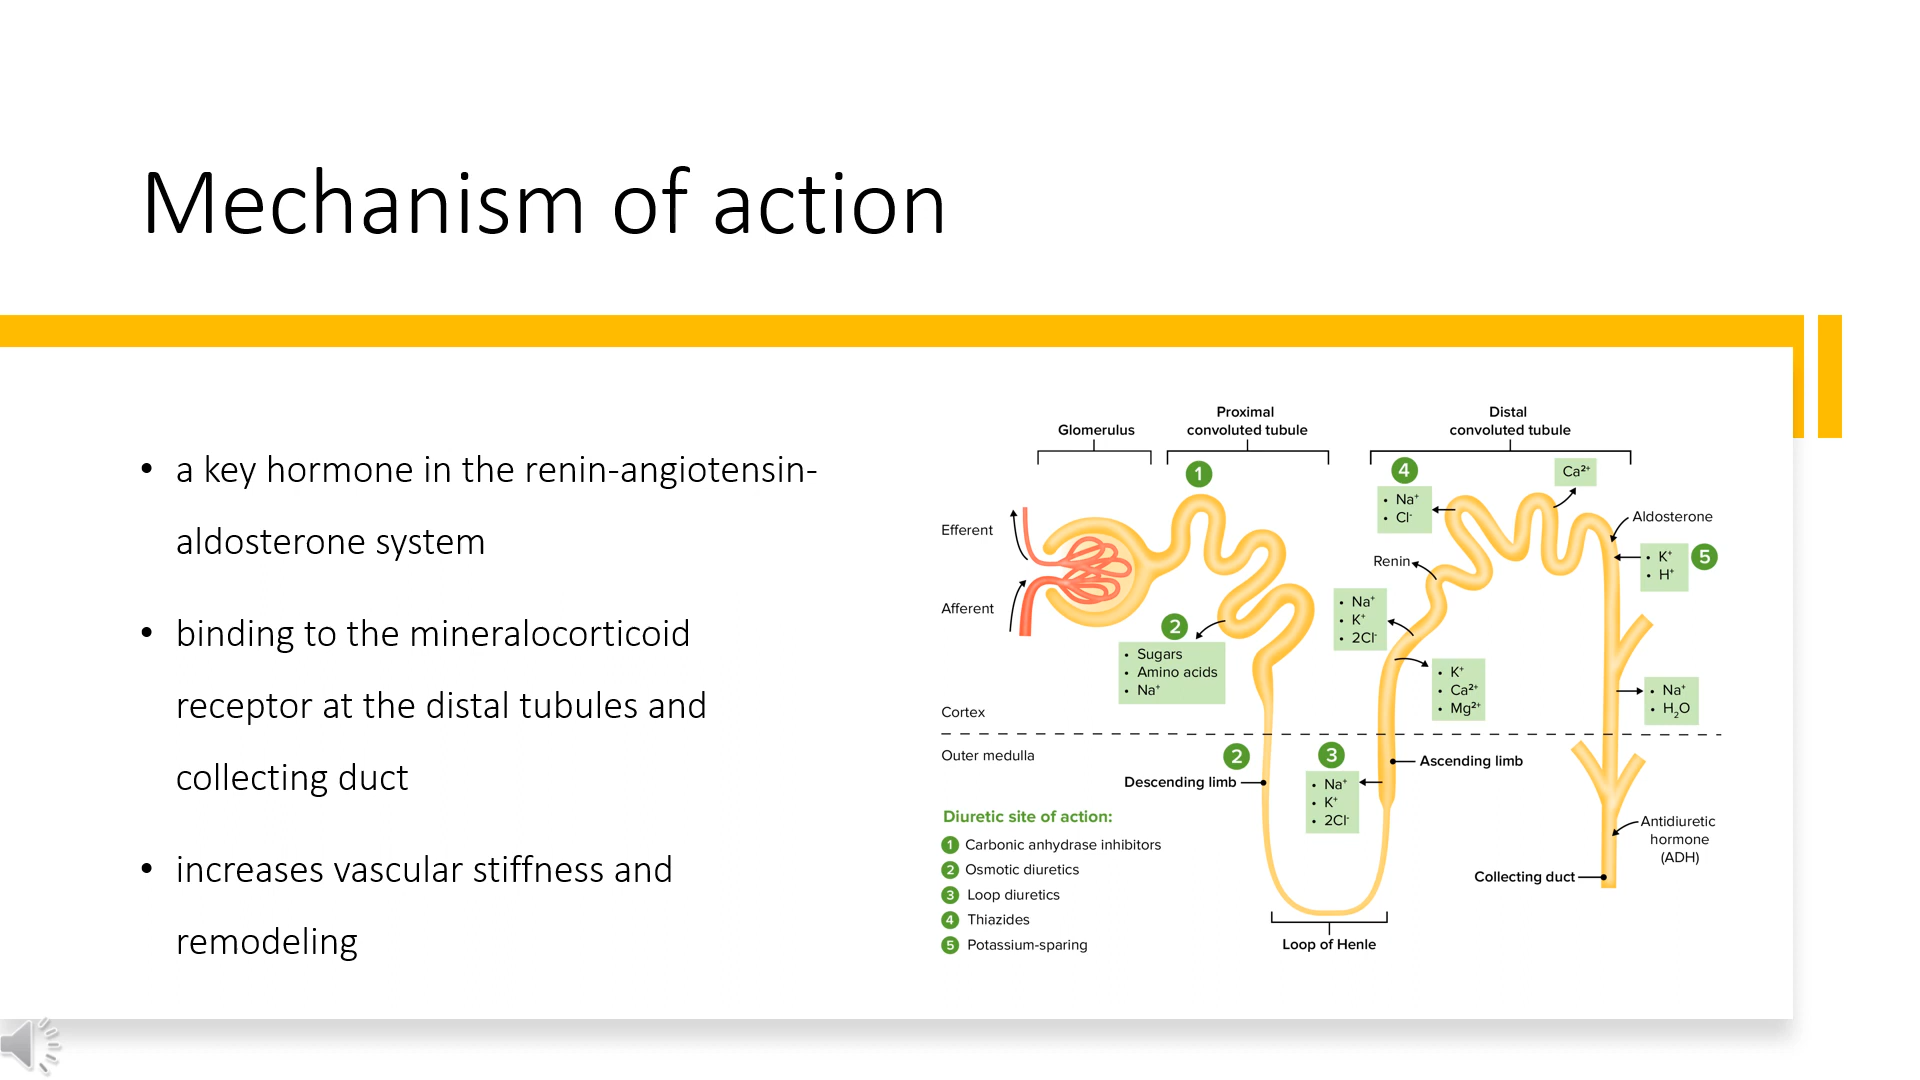 Mechanism of action
• a key hormone in the renin-angiotensin-
aldosterone system
• binding to the mineralocorticoid
receptor at the distal tubules and
collecting duct
• increases vascular stiffness and
remodeling
Glomerulus
Proximal
convoluted tubule
Distal
convoluted tubule
1
4
• Na⁺
• Cl⁻
Ca²⁺
Aldosterone
5
• K⁺
• H⁺
Efferent
Afferent
Renin
• Na⁺
• K⁺
• 2Cl⁻
2
• Sugars
• Amino acids
• Na⁺
• K⁺
• Ca²⁺
• Mg²⁺
• Na⁺
• H₂O
Cortex
Outer medulla
2
Descending limb
3
• Na⁺
• K⁺
• 2Cl⁻
Ascending limb
Antidiuretic
hormone
(ADH)
Collecting duct
Loop of Henle
Diuretic site of action:
1 Carbonic anhydrase inhibitors
2 Osmotic diuretics
3 Loop diuretics
4 Thiazides
5 Potassium-sparing